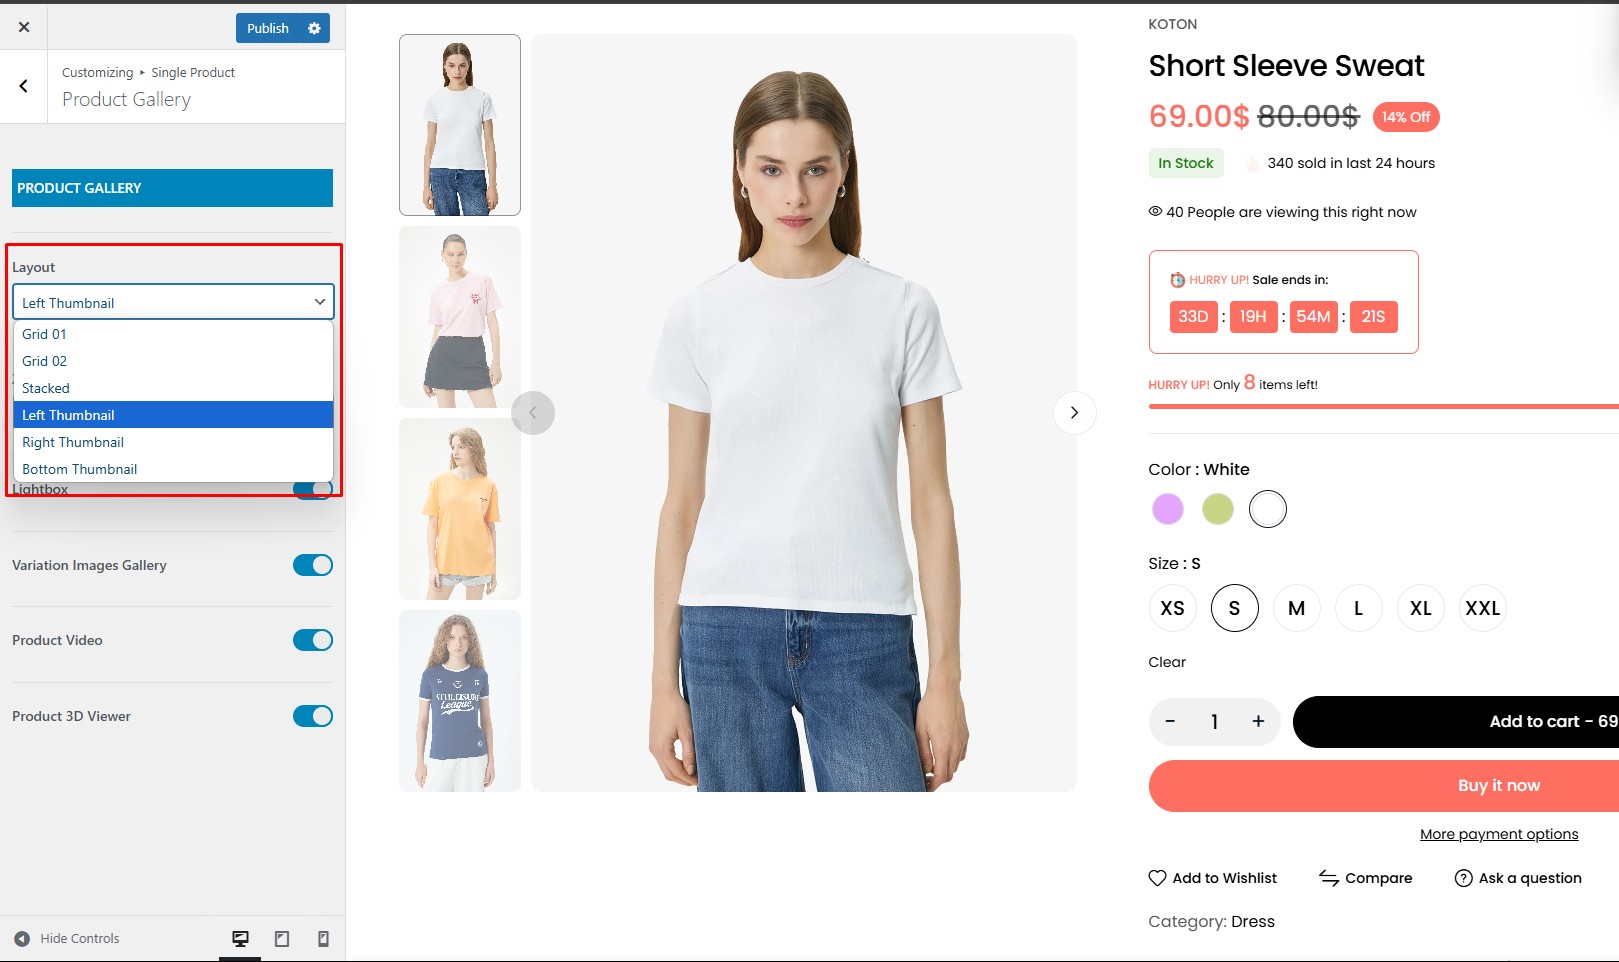 Publish
Customizing ▸ Single Product
Product Gallery
PRODUCT GALLERY
Layout
Left Thumbnail
Grid 01
Grid 02
Stacked
Left Thumbnail
Right Thumbnail
Bottom Thumbnail
Lightbox
Variation Images Gallery
Product Video
Product 3D Viewer
Hide Controls
League
KOTON
Short Sleeve Sweat
69.00$ 80.00$ 14% Off
In Stock 340 sold in last 24 hours
40 People are viewing this right now
HURRY UP! Sale ends in:
33D : 19H : 54M : 21S
HURRY UP! Only 8 items left!
Color : White
Size : S
XS S M L XL XXL
Clear
- 1 + Add to cart - 69
Buy it now
More payment options
Add to Wishlist Compare Ask a question
Category: Dress